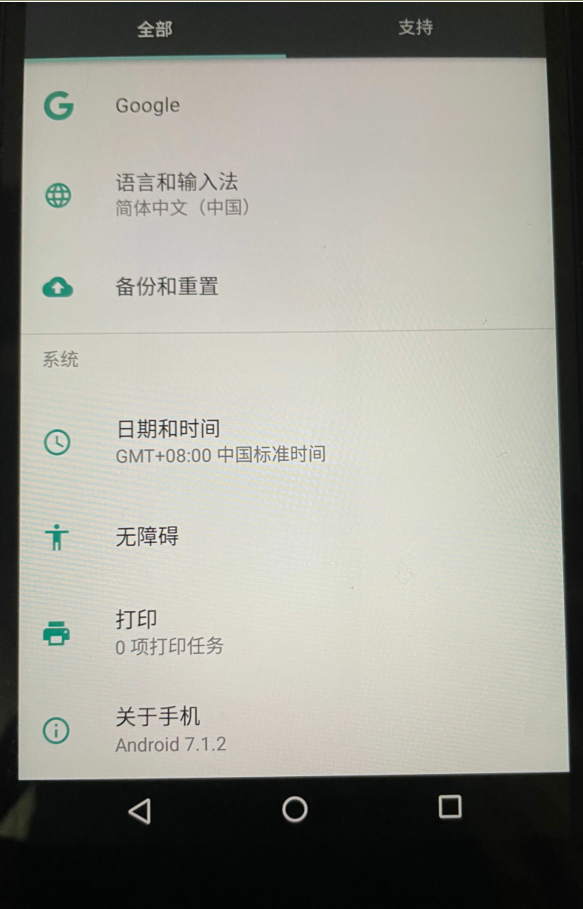 全部
支持
Google
语言和输入法
简体中文（中国）
备份和重置
系统
日期和时间
GMT+08:00 中国标准时间
无障碍
打印
0 项打印任务
关于手机
Android 7.1.2